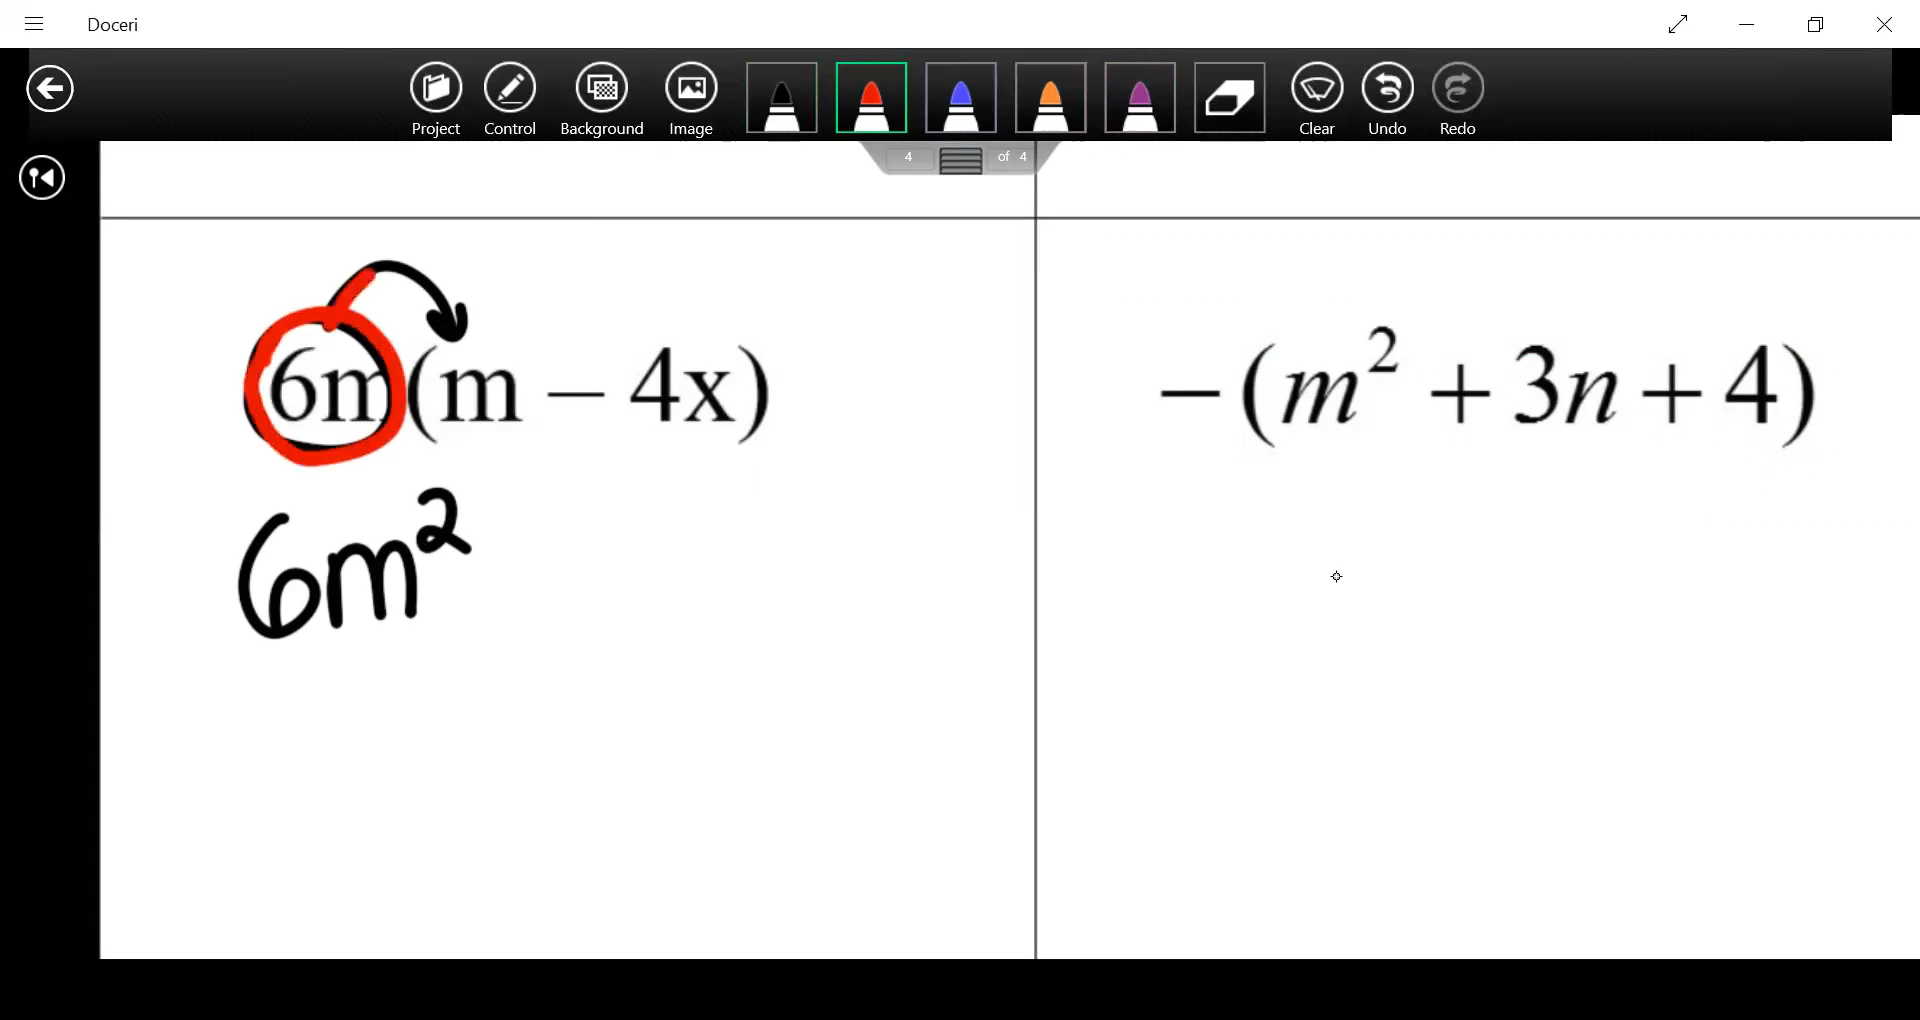 Doceri
Project Control Background Image Clear Undo Redo
4 of 4
6m(m – 4x)
6m²
−(m² + 3n + 4)